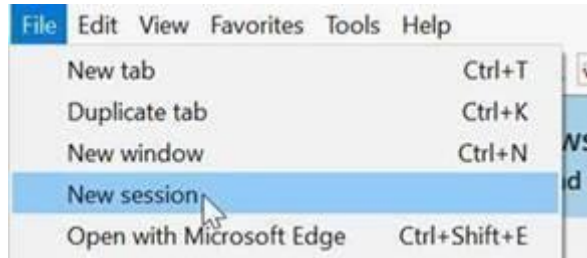 File Edit View Favorites Tools Help
New tab Ctrl+T
Duplicate tab Ctrl+K
New window Ctrl+N
New session
Open with Microsoft Edge Ctrl+Shift+E